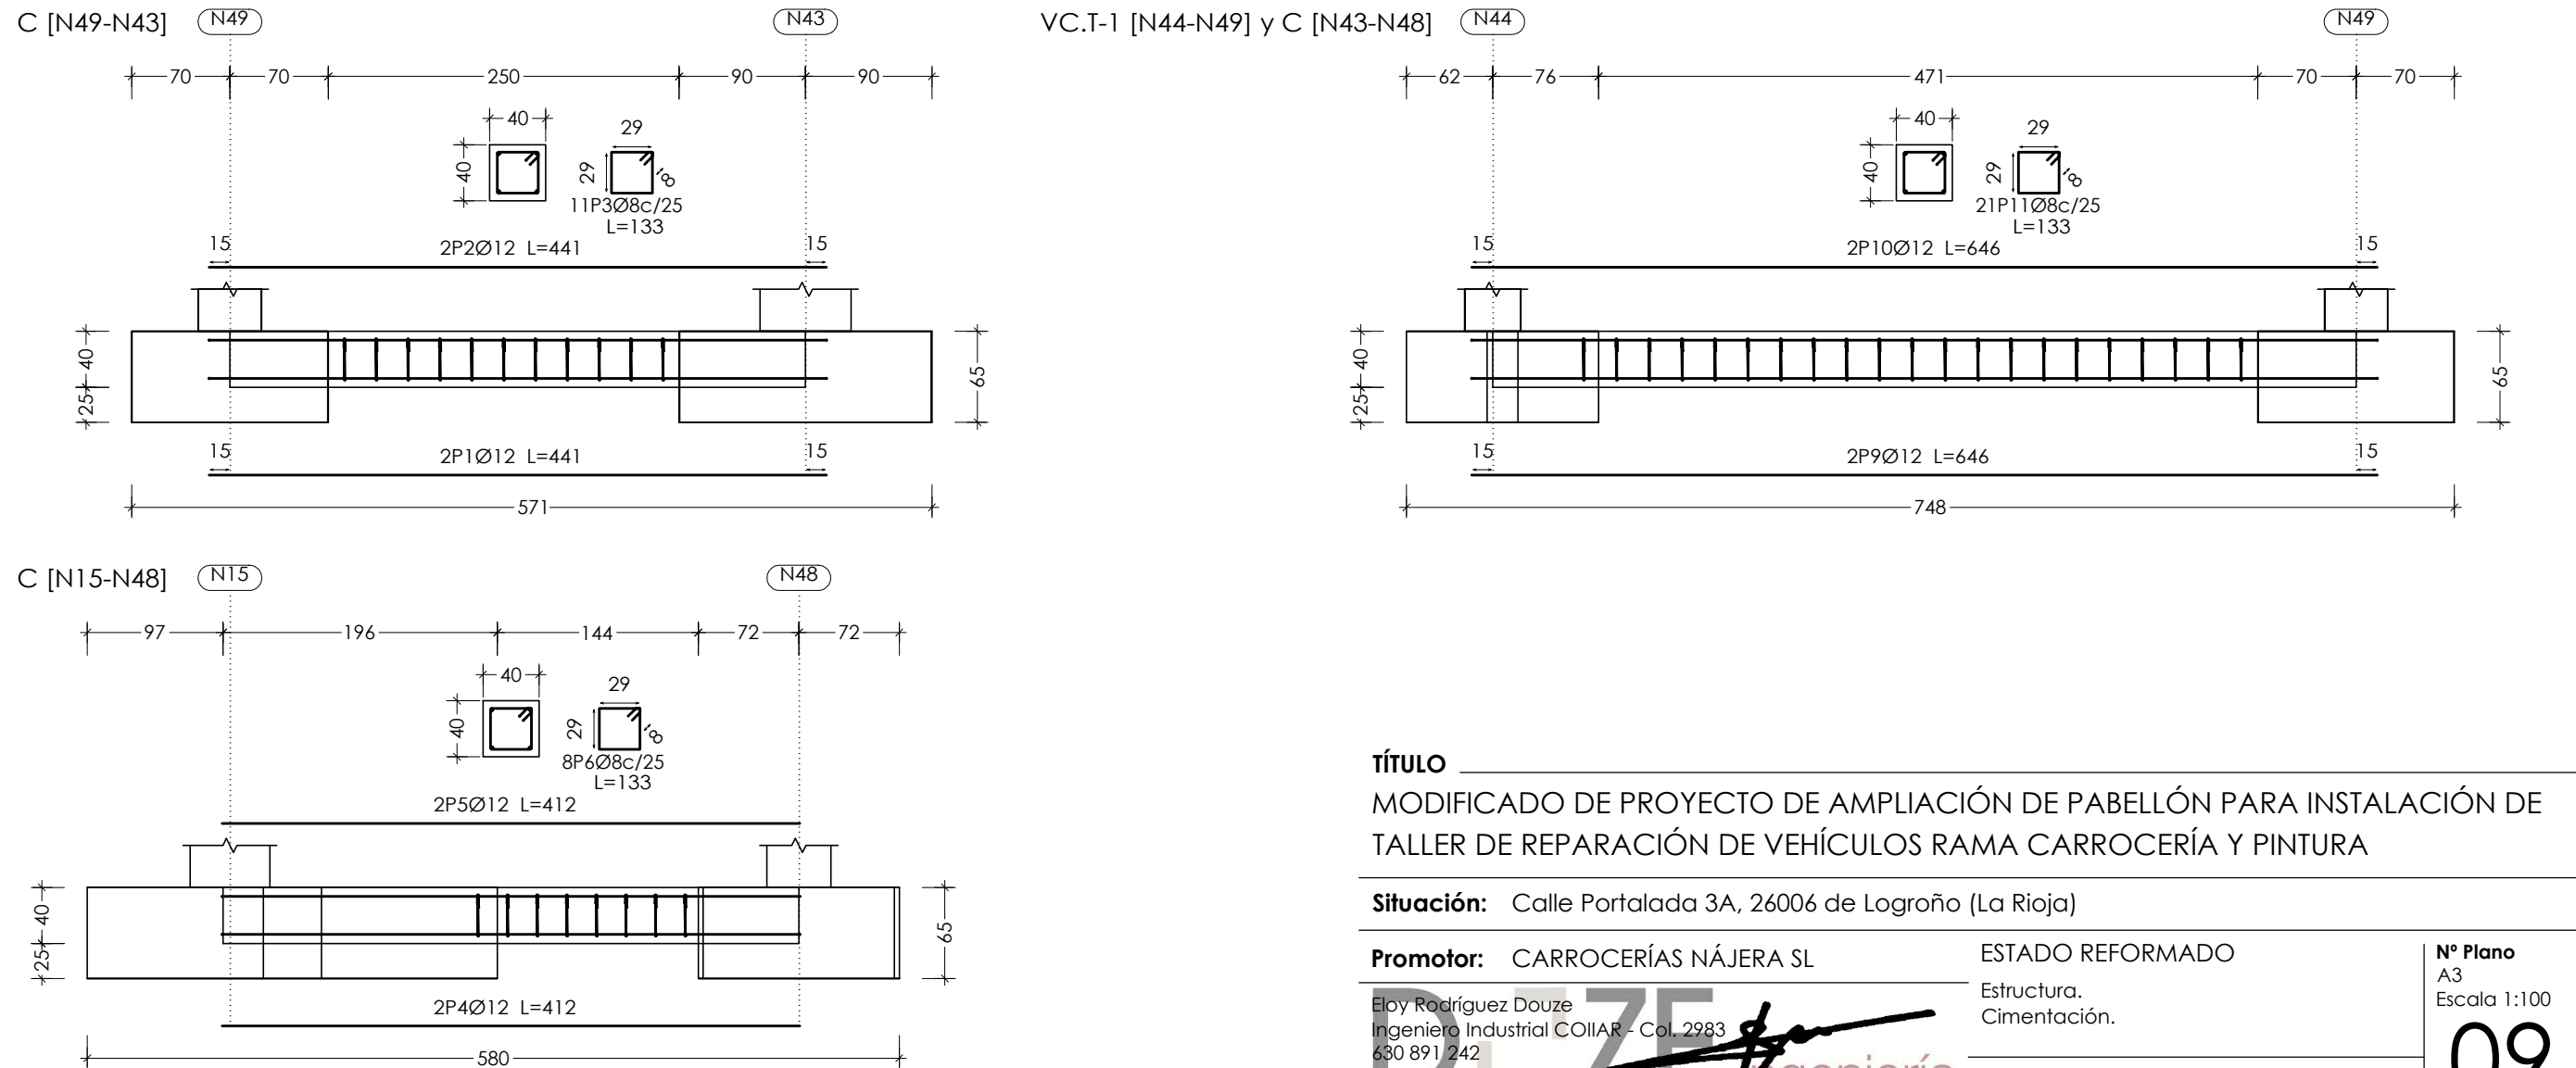 C [N49-N43]
N49
N43
70
70
250
90
90
40
40
29
29
8
11P3Ø8c/25
L=133
15
2P2Ø12 L=441
15
40
25
65
15
2P1Ø12 L=441
15
571
VC.T-1 [N44-N49] y C [N43-N48]
N44
N49
62
76
471
70
70
40
40
29
29
8
21P11Ø8c/25
L=133
15
2P10Ø12 L=646
15
40
25
65
15
2P9Ø12 L=646
15
748
C [N15-N48]
N15
N48
97
196
144
72
72
40
40
29
29
8
8P6Ø8c/25
L=133
2P5Ø12 L=412
40
25
65
2P4Ø12 L=412
580
TÍTULO
MODIFICADO DE PROYECTO DE AMPLIACIÓN DE PABELLÓN PARA INSTALACIÓN DE
TALLER DE REPARACIÓN DE VEHÍCULOS RAMA CARROCERÍA Y PINTURA
Situación: Calle Portalada 3A, 26006 de Logroño (La Rioja)
Promotor: CARROCERÍAS NÁJERA SL
Eloy Rodríguez Douze
Ingeniero Industrial COIIAR - Col. 2983
630 891 242
ingeniería
ESTADO REFORMADO
Estructura.
Cimentación.
Nº Plano
A3
Escala 1:100
09